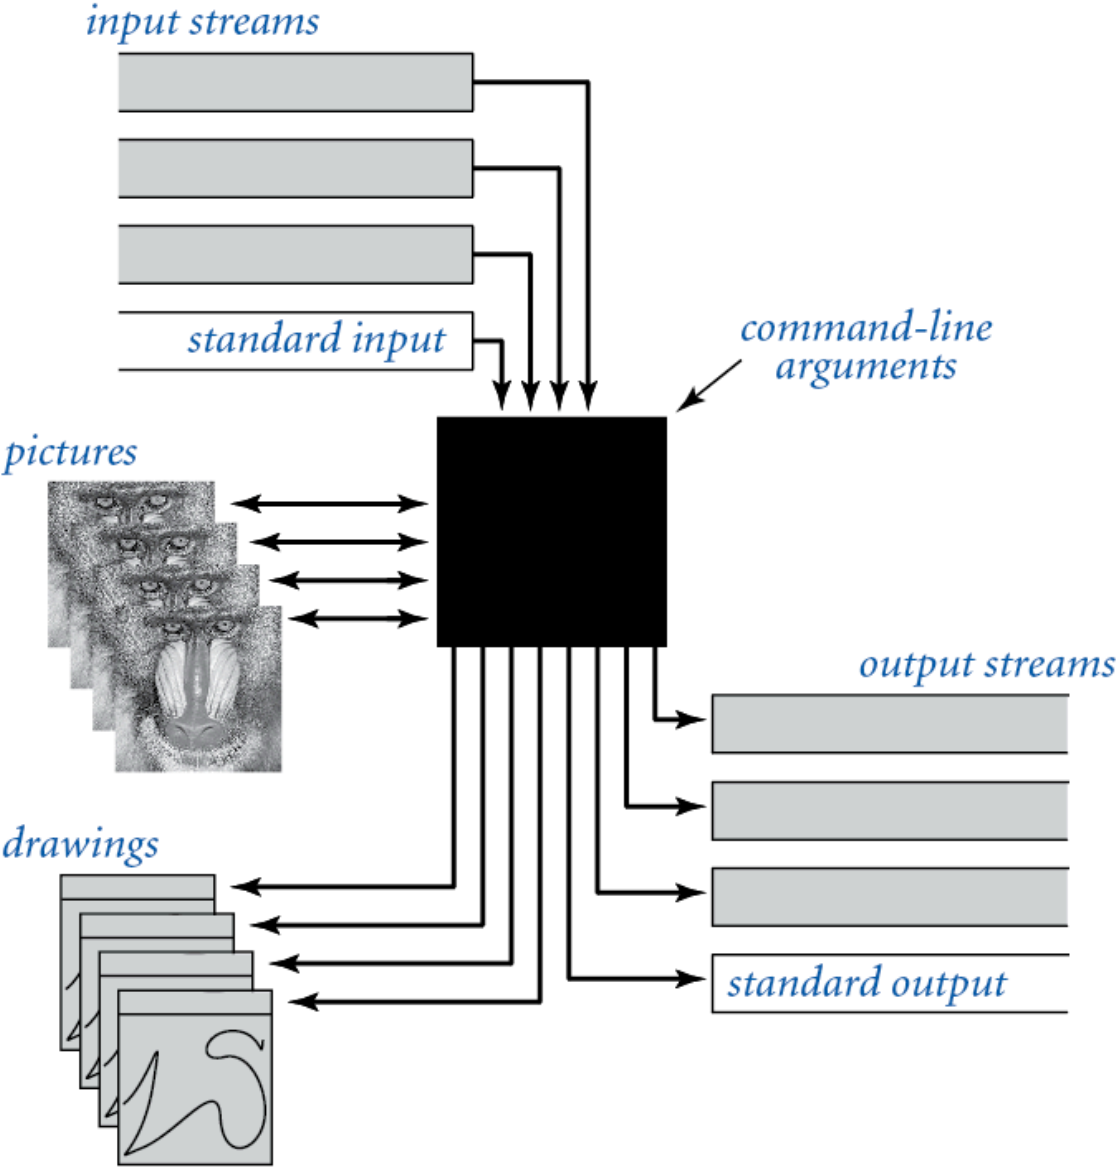 input streams
standard input
command-line
arguments
pictures
output streams
drawings
standard output